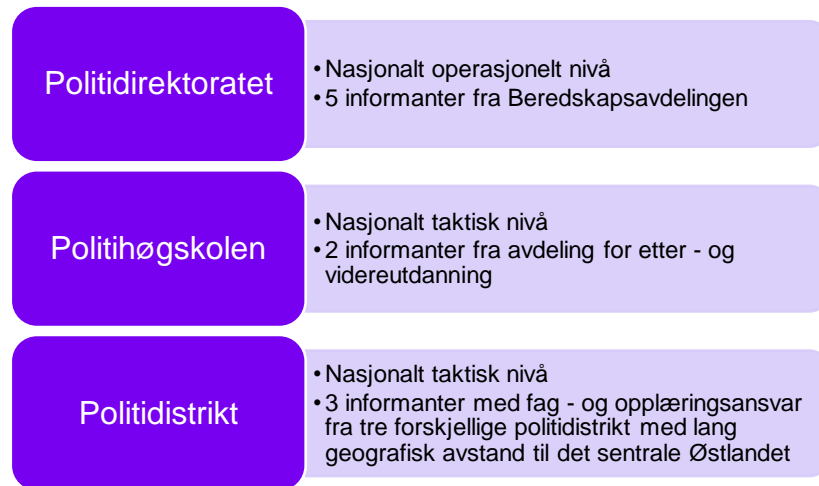 Politidirektoratet
• Nasjonalt operasjonelt nivå
• 5 informanter fra Beredskapsavdelingen
Politihøgskolen
• Nasjonalt taktisk nivå
• 2 informanter fra avdeling for etter - og
videreutdanning
Politidistrikt
• Nasjonalt taktisk nivå
• 3 informanter med fag - og opplæringsansvar
fra tre forskjellige politidistrikt med lang
geografisk avstand til det sentrale Østlandet